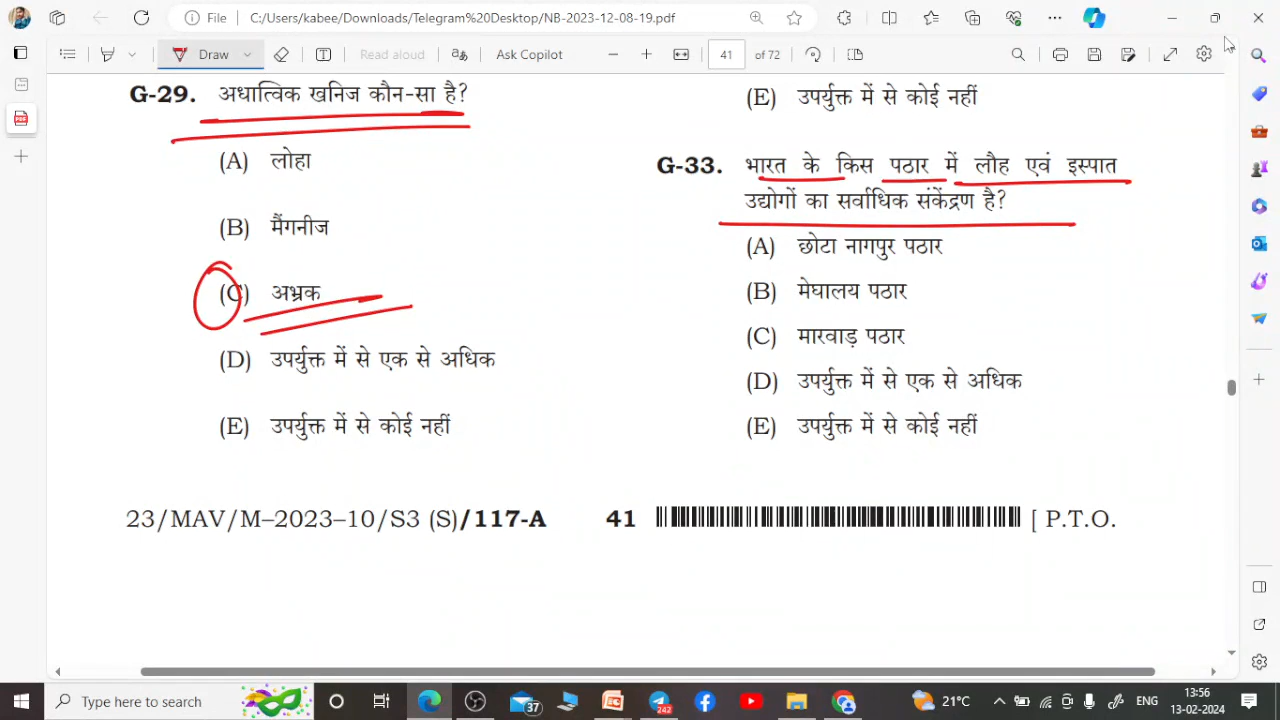 File
C:/Users/kabee/Downloads/Telegram%20Desktop/NB-2023-12-08-19.pdf
Draw
Read aloud
Ask Copilot
41
of 72
G-29. अधात्विक खनिज कौन-सा है?
(A) लोहा
(B) मैंगनीज
(C) अभ्रक
(D) उपर्युक्त में से एक से अधिक
(E) उपर्युक्त में से कोई नहीं
(E) उपर्युक्त में से कोई नहीं
G-33. भारत के किस पठार में लौह एवं इस्पात
उद्योगों का सर्वाधिक संकेंद्रण है?
(A) छोटा नागपुर पठार
(B) मेघालय पठार
(C) मारवाड़ पठार
(D) उपर्युक्त में से एक से अधिक
(E) उपर्युक्त में से कोई नहीं
23/MAV/M–2023–10/S3 (S)/117-A
41
[ P.T.O.
Type here to search
37
242
21°C
ENG
13:56
13-02-2024